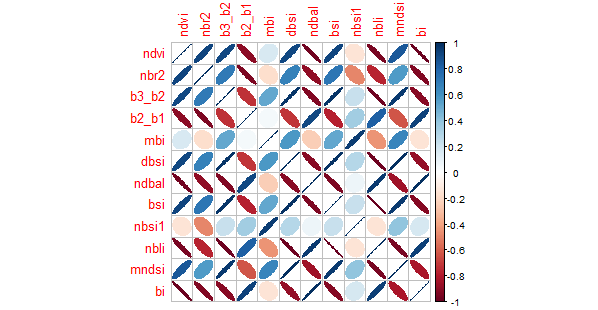 ndvi nbr2 b3_b2 b2_b1 mbi dbsi ndbal bsi nbsi1 nbli mndsi bi
ndvi
nbr2
b3_b2
b2_b1
mbi
dbsi
ndbal
bsi
nbsi1
nbli
mndsi
bi
1
0.8
0.6
0.4
0.2
0
-0.2
-0.4
-0.6
-0.8
-1